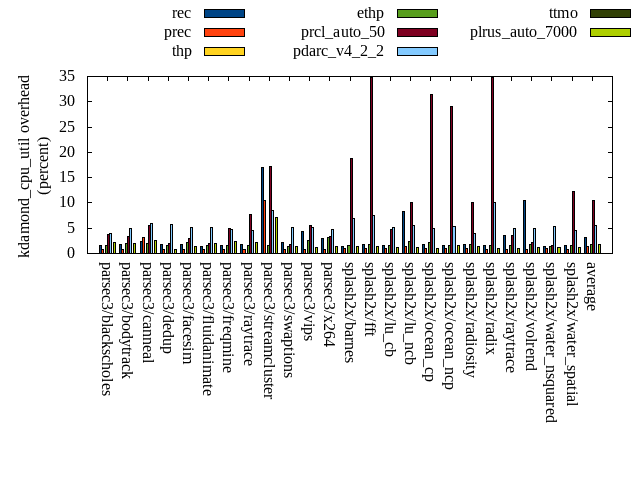 rec
prec
thp
ethp
prcl_auto_50
pdarc_v4_2_2
ttmo
plrus_auto_7000
kdamond_cpu_util overhead
(percent)
35
30
25
20
15
10
5
0
parsec3/blackscholes
parsec3/bodytrack
parsec3/canneal
parsec3/dedup
parsec3/facesim
parsec3/fluidanimate
parsec3/freqmine
parsec3/raytrace
parsec3/streamcluster
parsec3/swaptions
parsec3/vips
parsec3/x264
splash2x/barnes
splash2x/fft
splash2x/lu_cb
splash2x/lu_ncb
splash2x/ocean_cp
splash2x/ocean_ncp
splash2x/radiosity
splash2x/radix
splash2x/raytrace
splash2x/volrend
splash2x/water_nsquared
splash2x/water_spatial
average